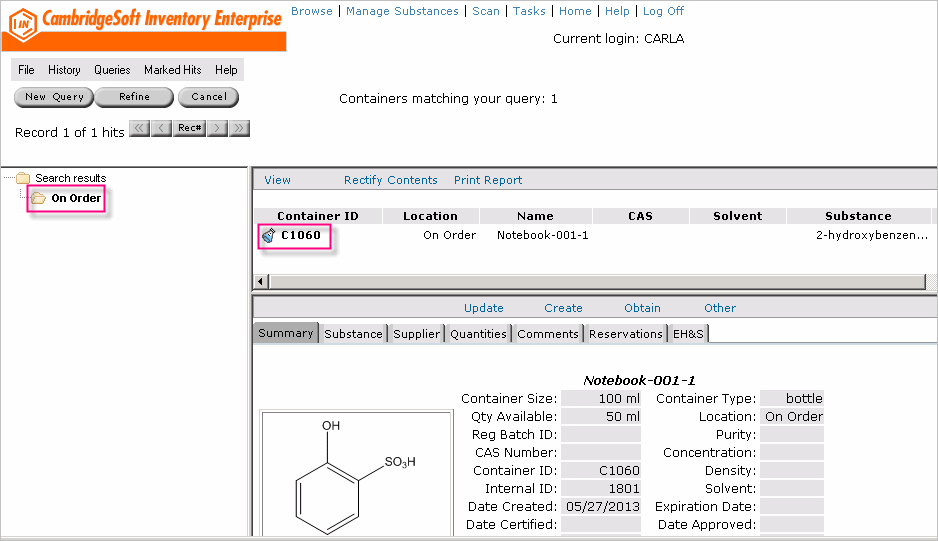 IN CambridgeSoft Inventory Enterprise
Browse | Manage Substances | Scan | Tasks | Home | Help | Log Off
Current login: CARLA
File History Queries Marked Hits Help
New Query Refine Cancel
Containers matching your query: 1
Record 1 of 1 hits << < Rec# > >>
Search results
On Order
View Rectify Contents Print Report
Container ID Location Name CAS Solvent Substance
C1060 On Order Notebook-001-1 2-hydroxybenzen...
Update Create Obtain Other
Summary Substance Supplier Quantities Comments Reservations EH&S
Notebook-001-1
Container Size: 100 ml Container Type: bottle
Qty Available: 50 ml Location: On Order
Reg Batch ID: Purity:
CAS Number: Concentration:
Container ID: C1060 Density:
Internal ID: 1801 Solvent:
Date Created: 05/27/2013 Expiration Date:
Date Certified: Date Approved:
OH
SO3H